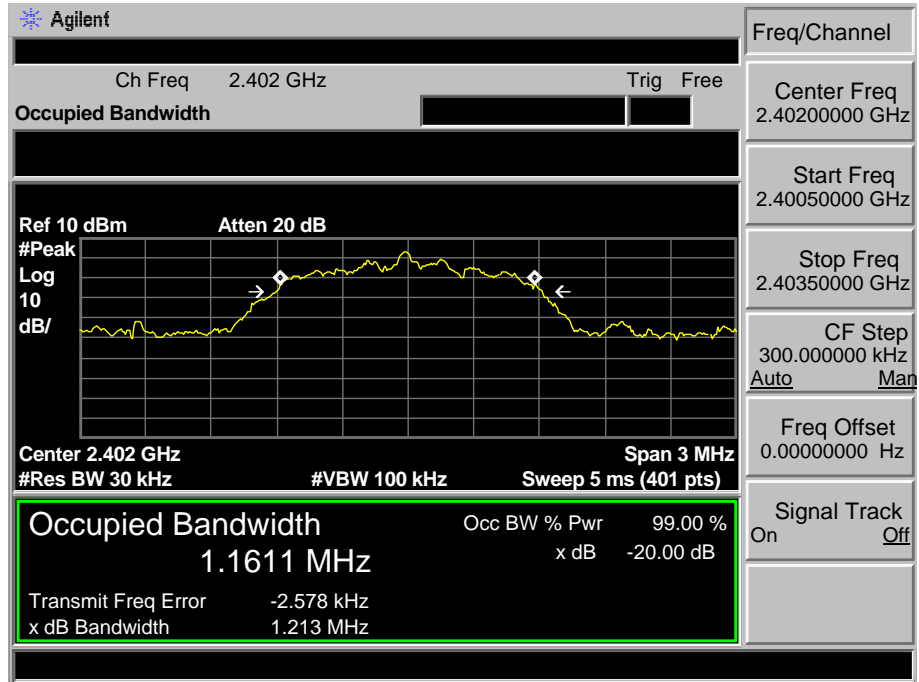 Agilent
Freq/Channel
Ch Freq 2.402 GHz Trig Free
Occupied Bandwidth
Center Freq
2.40200000 GHz
Start Freq
2.40050000 GHz
Stop Freq
2.40350000 GHz
CF Step
300.000000 kHz
Auto Man
Freq Offset
0.00000000 Hz
Signal Track
On Off
Ref 10 dBm Atten 20 dB
#Peak
Log
10
dB/
Center 2.402 GHz Span 3 MHz
#Res BW 30 kHz #VBW 100 kHz Sweep 5 ms (401 pts)
Occupied Bandwidth Occ BW % Pwr 99.00 %
1.1611 MHz x dB -20.00 dB
Transmit Freq Error -2.578 kHz
x dB Bandwidth 1.213 MHz